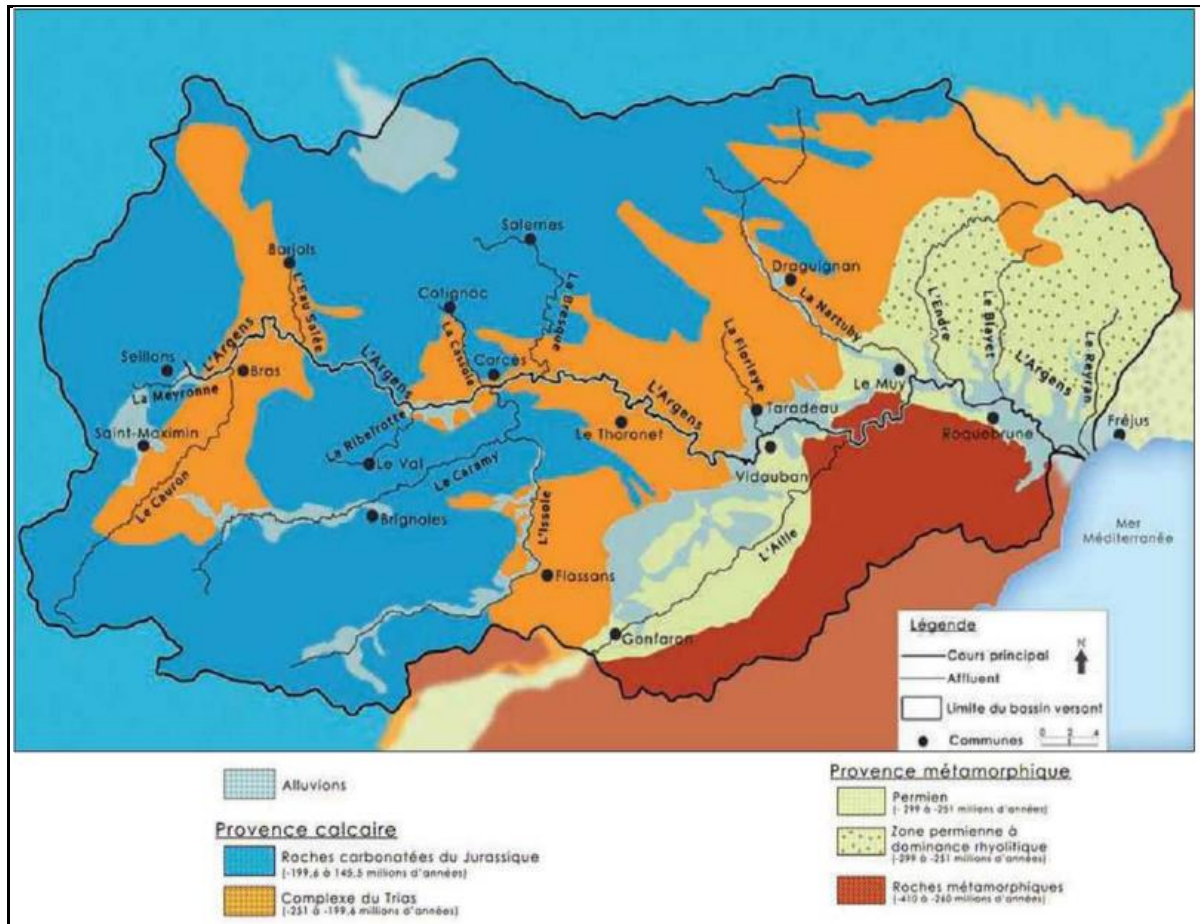 Salernes
Barjols
L'Eau Salée
Cotignac
La Cassole
La Bresque
Draguignan
La Nartuby
L'Endre
Le Blavet
Le Reyran
L'Argens
Seillons
L'Argens
La Meyronne
Bras
L'Argens
Carcès
L'Argens
La Florieye
Le Muy
Saint-Maximin
La Ribeirotte
Le Val
Le Thoronet
Taradeau
Roquebrune
Fréjus
Le Cauron
Le Caramy
Vidauban
Brignoles
L'Issole
L'Aille
Mer
Méditerranée
Flassans
Gonfaron
Légende
N
Cours principal
Affluent
Limite du bassin versant
Communes
0 2 4
Alluvions
Provence calcaire
Roches carbonatées du Jurassique
(-199,6 à 145,5 millions d'années)
Complexe du Trias
(-251 à -199,6 millions d'années)
Provence métamorphique
Permien
(- 299 à -251 millions d'années)
Zone permienne à
dominance rhyolitique
(-299 à -251 millions d'années)
Roches métamorphiques
(-410 à -260 millions d'années)